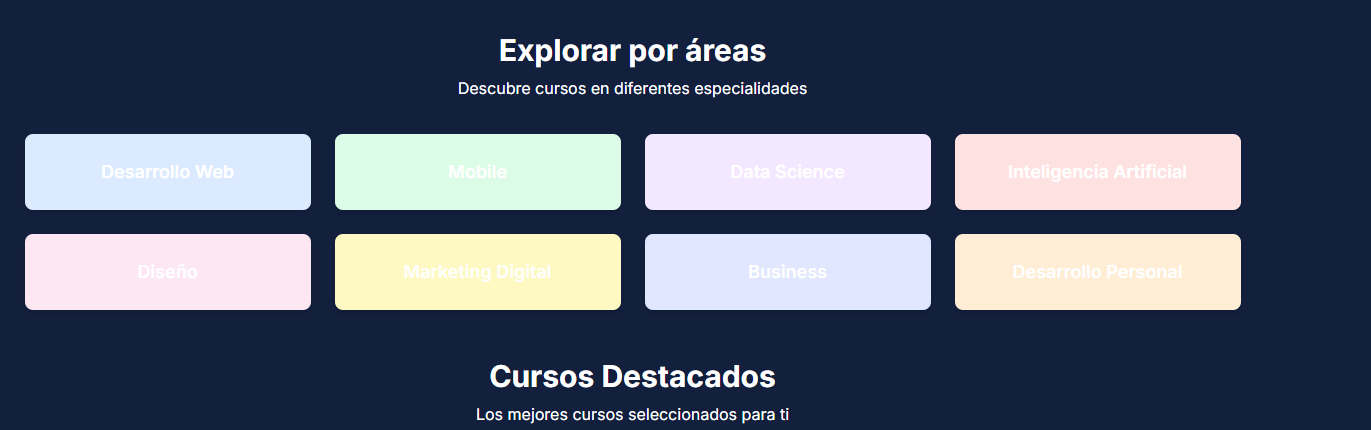 Explorar por áreas
Descubre cursos en diferentes especialidades
Desarrollo Web
Mobile
Data Science
Inteligencia Artificial
Diseño
Marketing Digital
Business
Desarrollo Personal
Cursos Destacados
Los mejores cursos seleccionados para ti